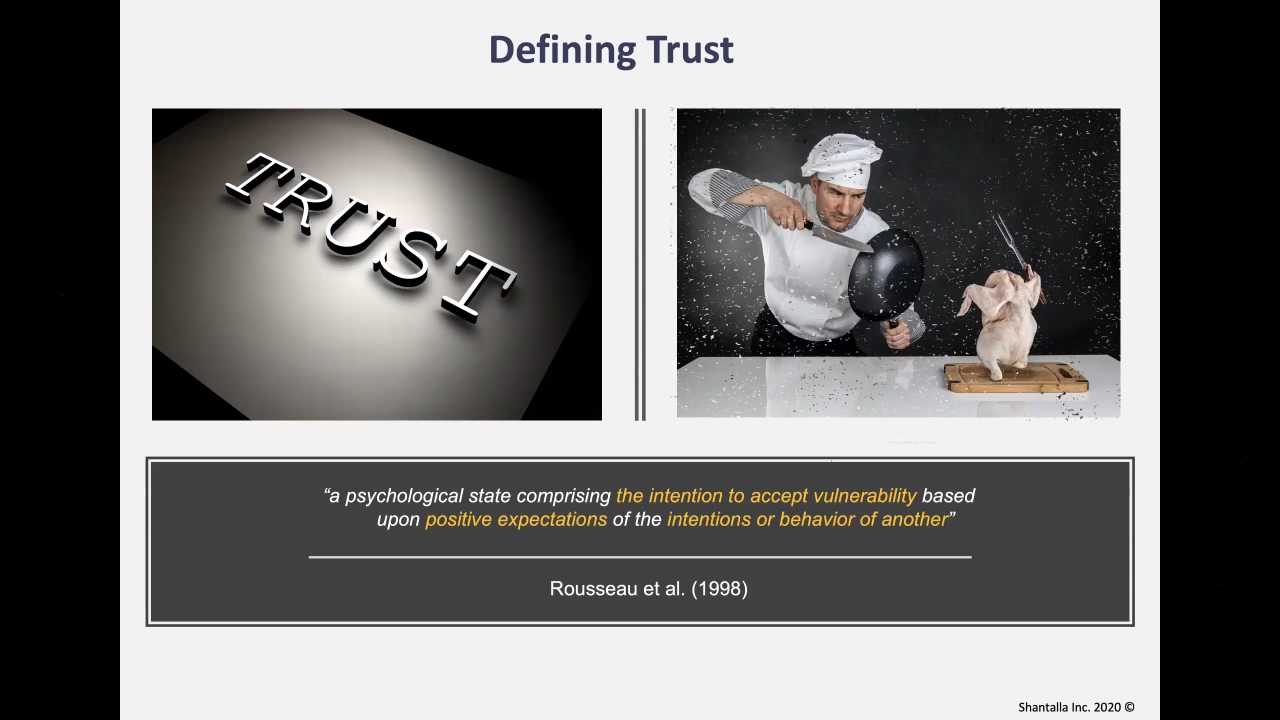 Defining Trust
TRUST
“a psychological state comprising the intention to accept vulnerability based
upon positive expectations of the intentions or behavior of another”
Rousseau et al. (1998)
Shantalla Inc. 2020 ©